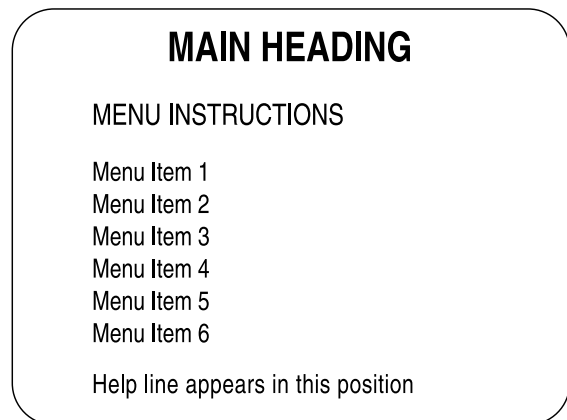 MAIN HEADING
MENU INSTRUCTIONS
Menu Item 1
Menu Item 2
Menu Item 3
Menu Item 4
Menu Item 5
Menu Item 6
Help line appears in this position